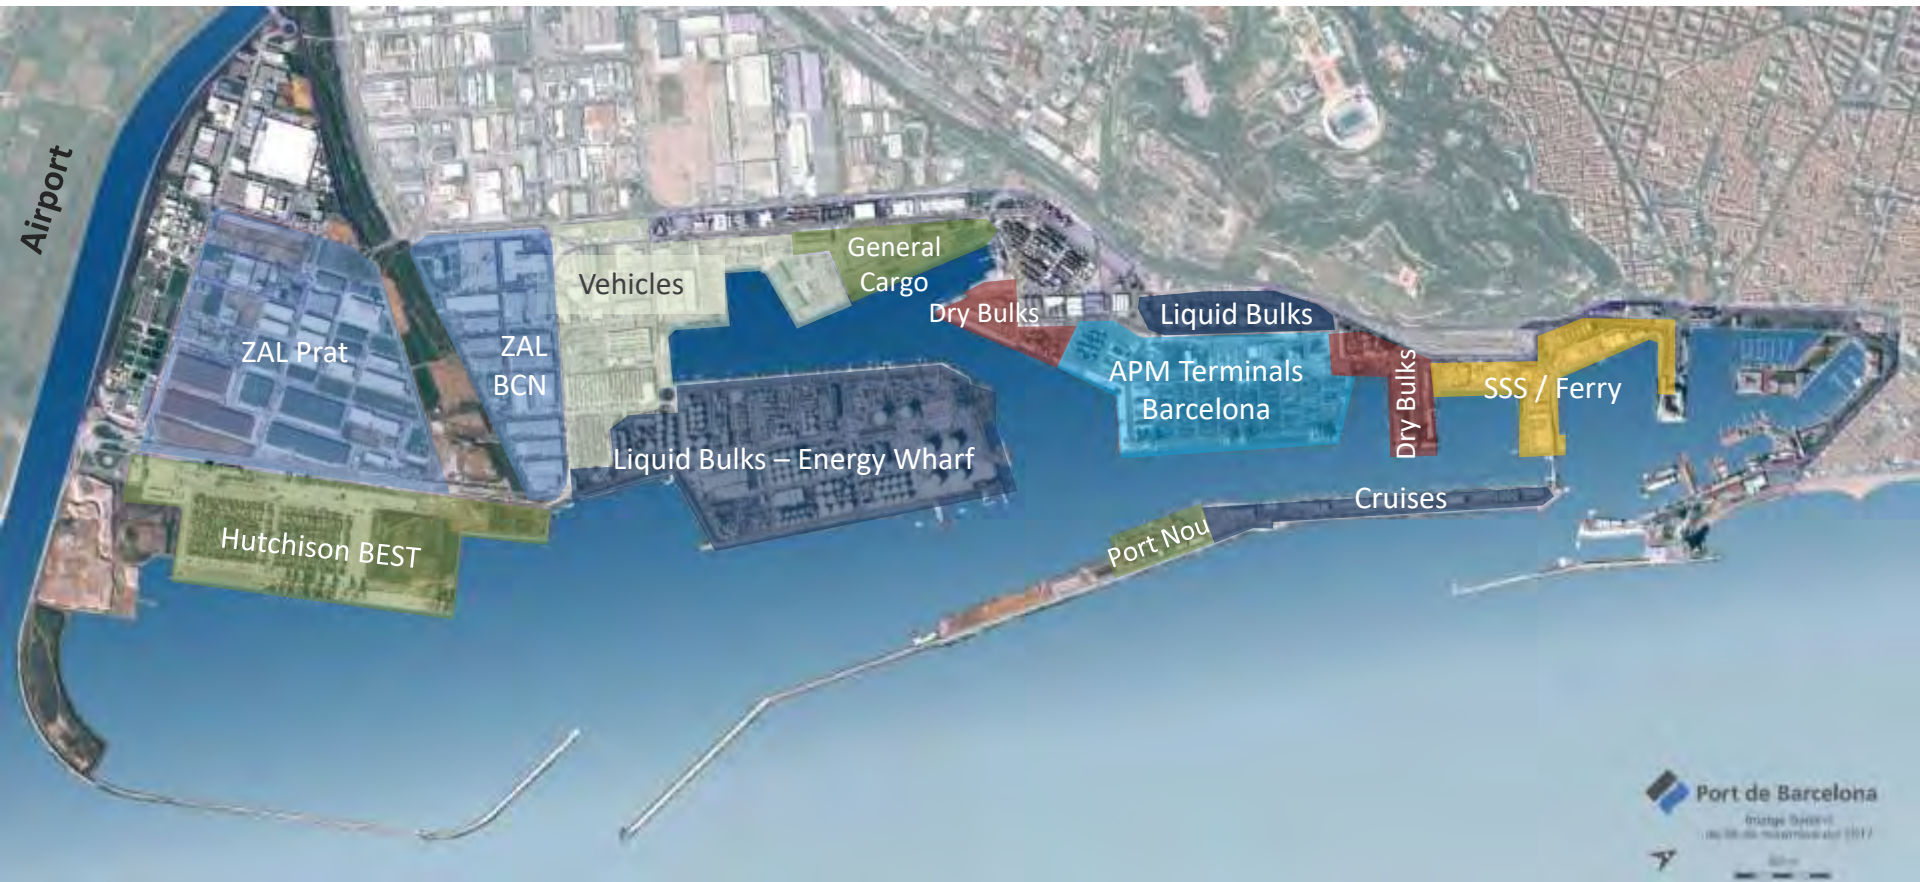 Airport
General
Cargo
Vehicles
Dry Bulks
Liquid Bulks
ZAL Prat
ZAL
BCN
APM Terminals
Barcelona
Dry Bulks
SSS / Ferry
Liquid Bulks – Energy Wharf
Cruises
Hutchison BEST
Port Nou
Port de Barcelona